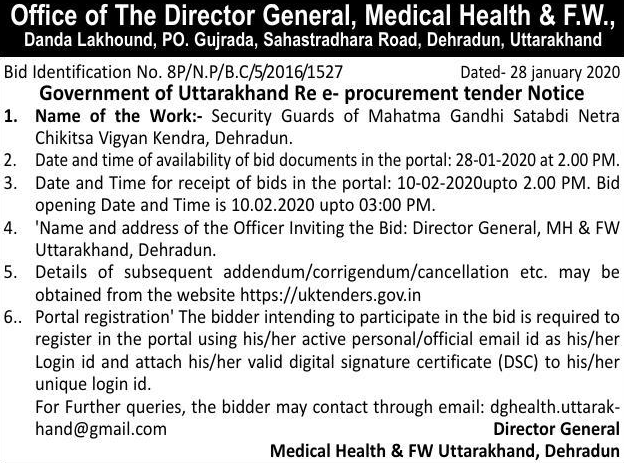 Office of The Director General, Medical Health & F.W.,
Danda Lakhound, PO. Gujrada, Sahastradhara Road, Dehradun, Uttarakhand
Bid Identification No. 8P/N.P/B.C/5/2016/1527 Dated- 28 january 2020
Government of Uttarakhand Re e- procurement tender Notice
1. Name of the Work:- Security Guards of Mahatma Gandhi Satabdi Netra
Chikitsa Vigyan Kendra, Dehradun.
2. Date and time of availability of bid documents in the portal: 28-01-2020 at 2.00 PM.
3. Date and Time for receipt of bids in the portal: 10-02-2020upto 2.00 PM. Bid
opening Date and Time is 10.02.2020 upto 03:00 PM.
4. 'Name and address of the Officer Inviting the Bid: Director General, MH & FW
Uttarakhand, Dehradun.
5. Details of subsequent addendum/corrigendum/cancellation etc. may be
obtained from the website https://uktenders.gov.in
6.. Portal registration' The bidder intending to participate in the bid is required to
register in the portal using his/her active personal/official email id as his/her
Login id and attach his/her valid digital signature certificate (DSC) to his/her
unique login id.
For Further queries, the bidder may contact through email: dghealth.uttarak-
hand@gmail.com Director General
Medical Health & FW Uttarakhand, Dehradun